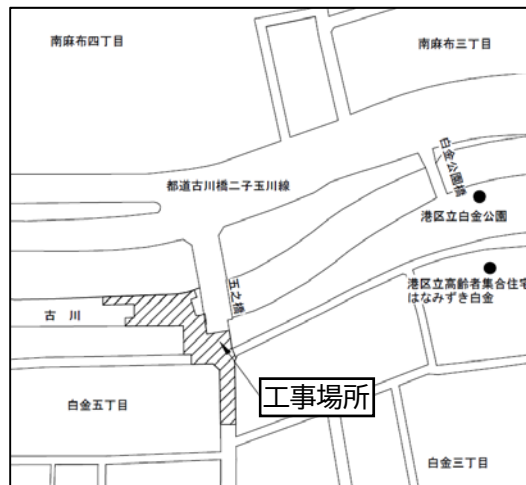 南麻布四丁目
南麻布三丁目
白金公園橋
都道古川橋二子玉川線
港区立白金公園
五之橋
港区立高齢者集合住宅
はなみずき白金
古川
工事場所
白金五丁目
白金三丁目